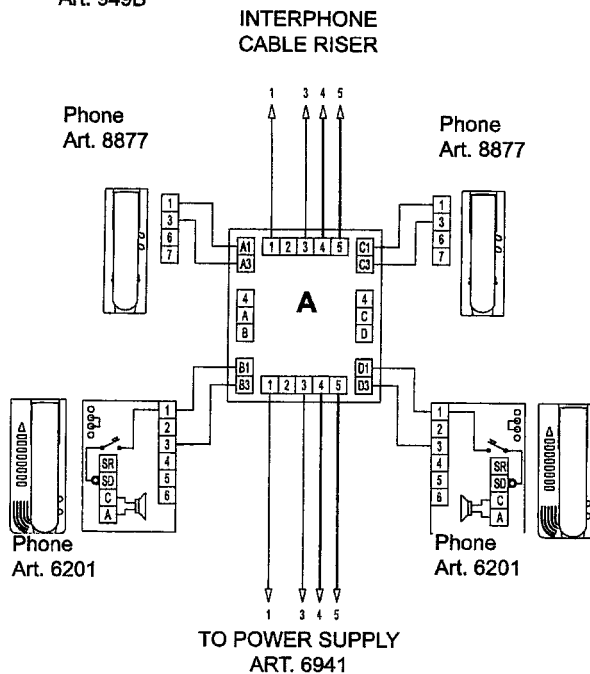 Art. 949B
INTERPHONE
CABLE RISER
1 3 4 5
Phone
Art. 8877
Phone
Art. 8877
1
3
6
7
1
3
6
7
A1
A3
1 2 3 4 5
C1
C3
4
A
B
A
4
C
D
B1
B3
1 2 3 4 5
D1
D3
1
2
3
4
5
6
SR
SD
C
A
1
2
3
4
5
6
SR
SD
C
A
Phone
Art. 6201
Phone
Art. 6201
1 3 4 5
TO POWER SUPPLY
ART. 6941